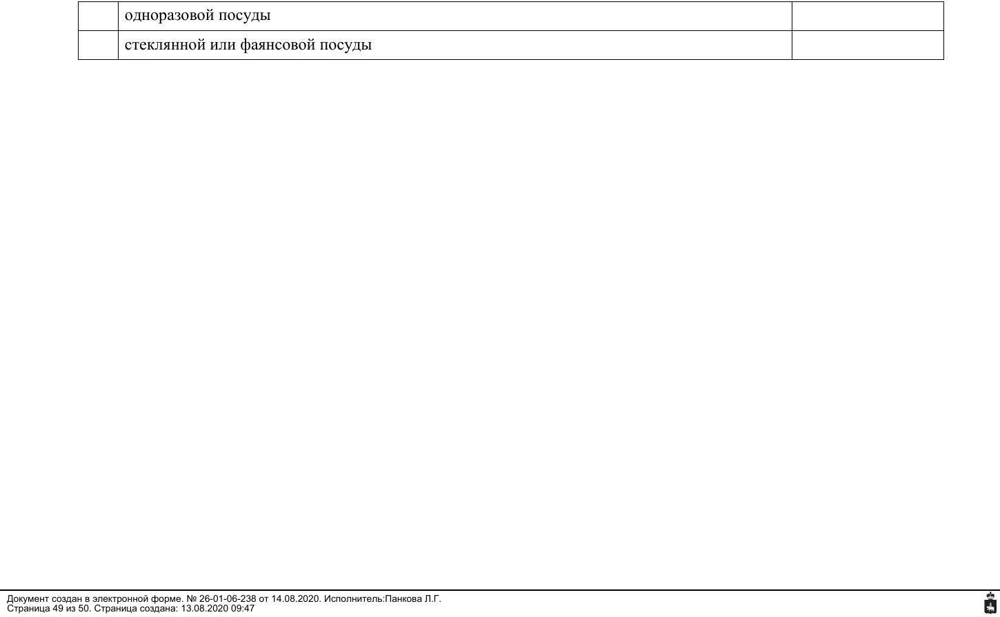 одноразовой посуды
стеклянной или фаянсовой посуды
Документ создан в электронной форме. № 26-01-06-238 от 14.08.2020. Исполнитель:Панкова Л.Г.
Страница 49 из 50. Страница создана: 13.08.2020 09:47